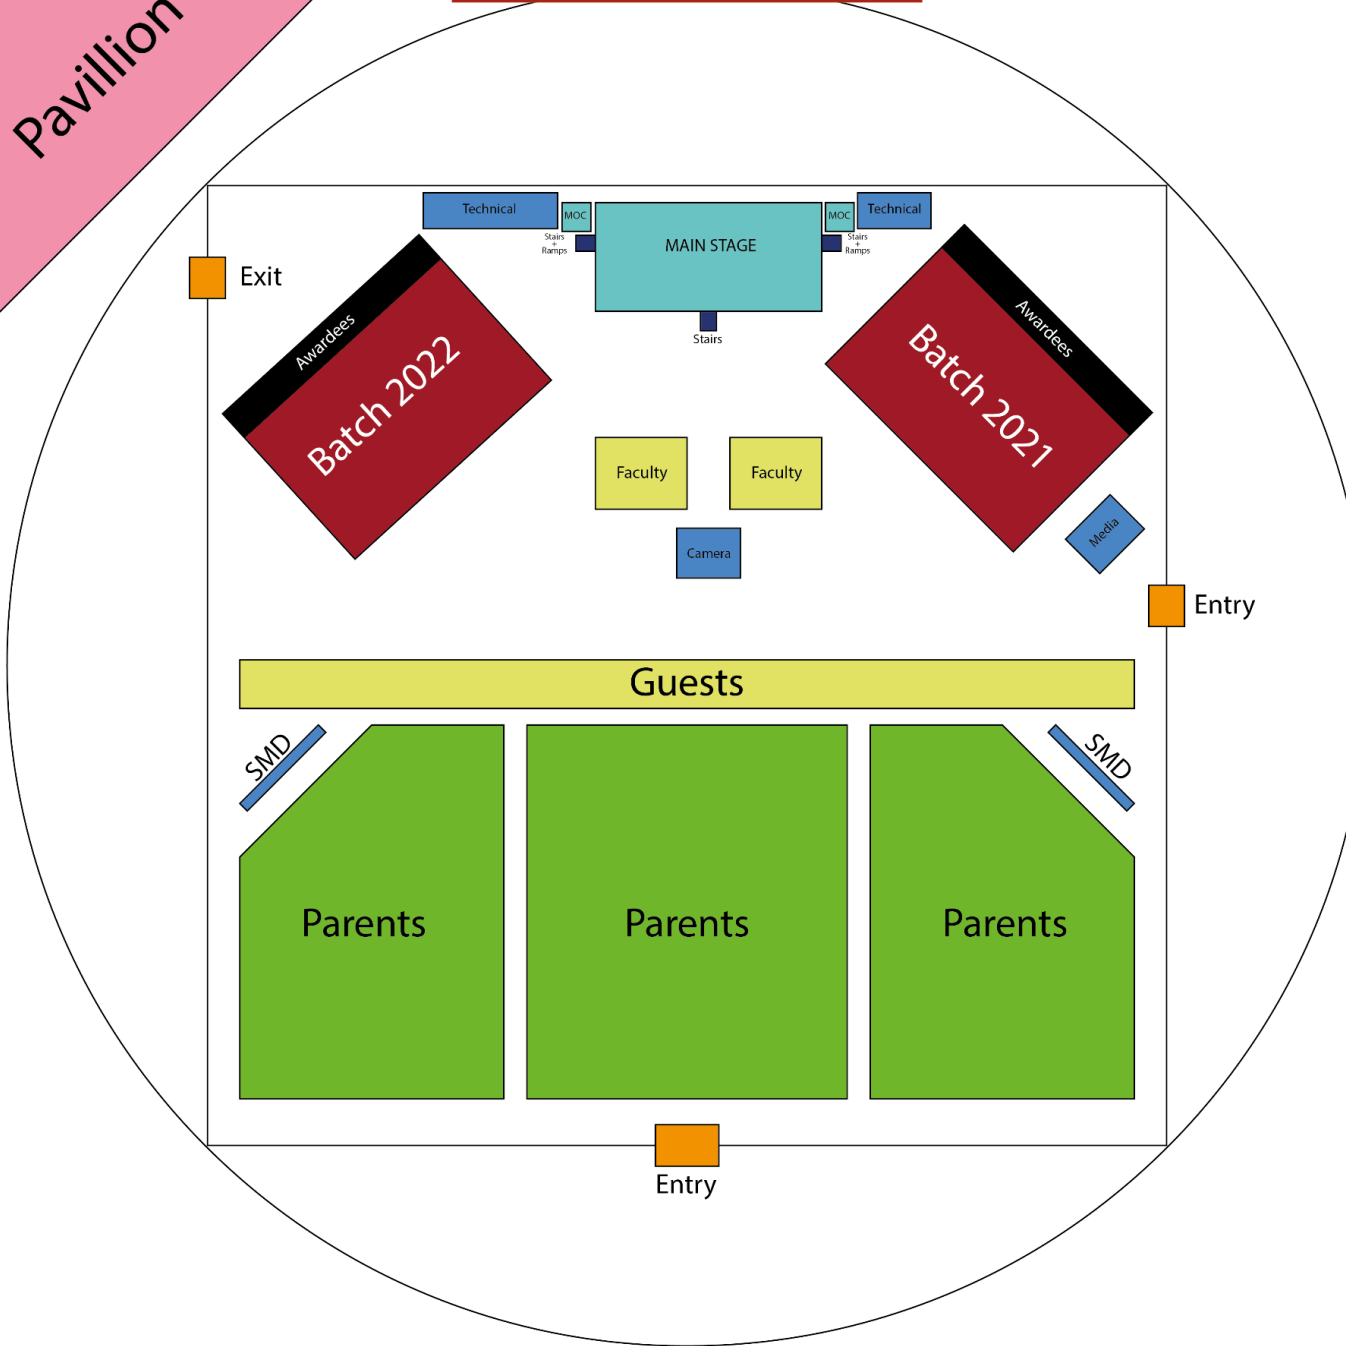 Pavillion
Technical
MOC
MAIN STAGE
MOC
Technical
Stairs
+
Ramps
Stairs
+
Ramps
Exit
Stairs
Awardees
Batch 2022
Awardees
Batch 2021
Faculty
Faculty
Camera
Media
Entry
Guests
SMD
SMD
Parents
Parents
Parents
Entry